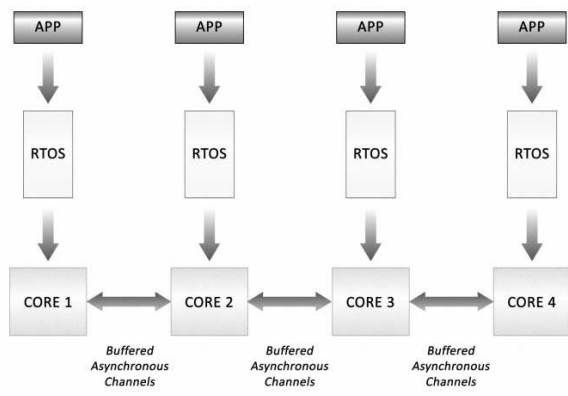 APP APP APP APP
RTOS RTOS RTOS RTOS
CORE 1 CORE 2 CORE 3 CORE 4
Buffered Buffered Buffered
Asynchronous Asynchronous Asynchronous
Channels Channels Channels